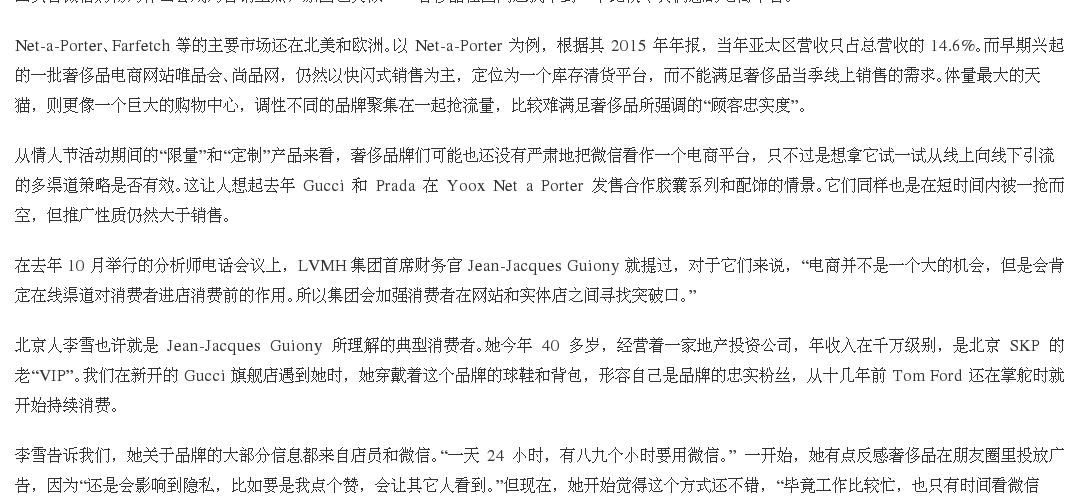 Net-a-Porter、Farfetch 等的主要市场还在北美和欧洲。以 Net-a-Porter 为例，根据其 2015 年年报，当年亚太区营收只占总营收的 14.6%。而早期兴起
的一批奢侈品电商网站唯品会、尚品网，仍然以快闪式销售为主，定位为一个库存清货平台，而不能满足奢侈品当季线上销售的需求。体量最大的天
猫，则更像一个巨大的购物中心，调性不同的品牌聚集在一起抢流量，比较难满足奢侈品所强调的“顾客忠实度”。
从情人节活动期间的“限量”和“定制”产品来看，奢侈品牌们可能也还没有严肃地把微信看作一个电商平台，只不过是想拿它试一试从线上向线下引流
的多渠道策略是否有效。这让人想起去年 Gucci 和 Prada 在 Yoox Net a Porter 发售合作胶囊系列和配饰的情景。它们同样也是在短时间内被一抢而
空，但推广性质仍然大于销售。
在去年 10 月举行的分析师电话会议上，LVMH 集团首席财务官 Jean-Jacques Guiony 就提过，对于它们来说，“电商并不是一个大的机会，但是会肯
定在线渠道对消费者进店消费前的作用。所以集团会加强消费者在网站和实体店之间寻找突破口。”
北京人李雪也许就是 Jean-Jacques Guiony 所理解的典型消费者。她今年 40 多岁，经营着一家地产投资公司，年收入在千万级别，是北京 SKP 的
老“VIP”。我们在新开的 Gucci 旗舰店遇到她时，她穿戴着这个品牌的球鞋和背包，形容自己是品牌的忠实粉丝，从十几年前 Tom Ford 还在掌舵时就
开始持续消费。
李雪告诉我们，她关于品牌的大部分信息都来自店员和微信。“一天 24 小时，有八九个小时要用微信。” 一开始，她有点反感奢侈品在朋友圈里投放广
告，因为“还是会影响到隐私，比如要是我点个赞，会让其它人看到。”但现在，她开始觉得这个方式还不错，“毕竟工作比较忙，也只有时间看微信